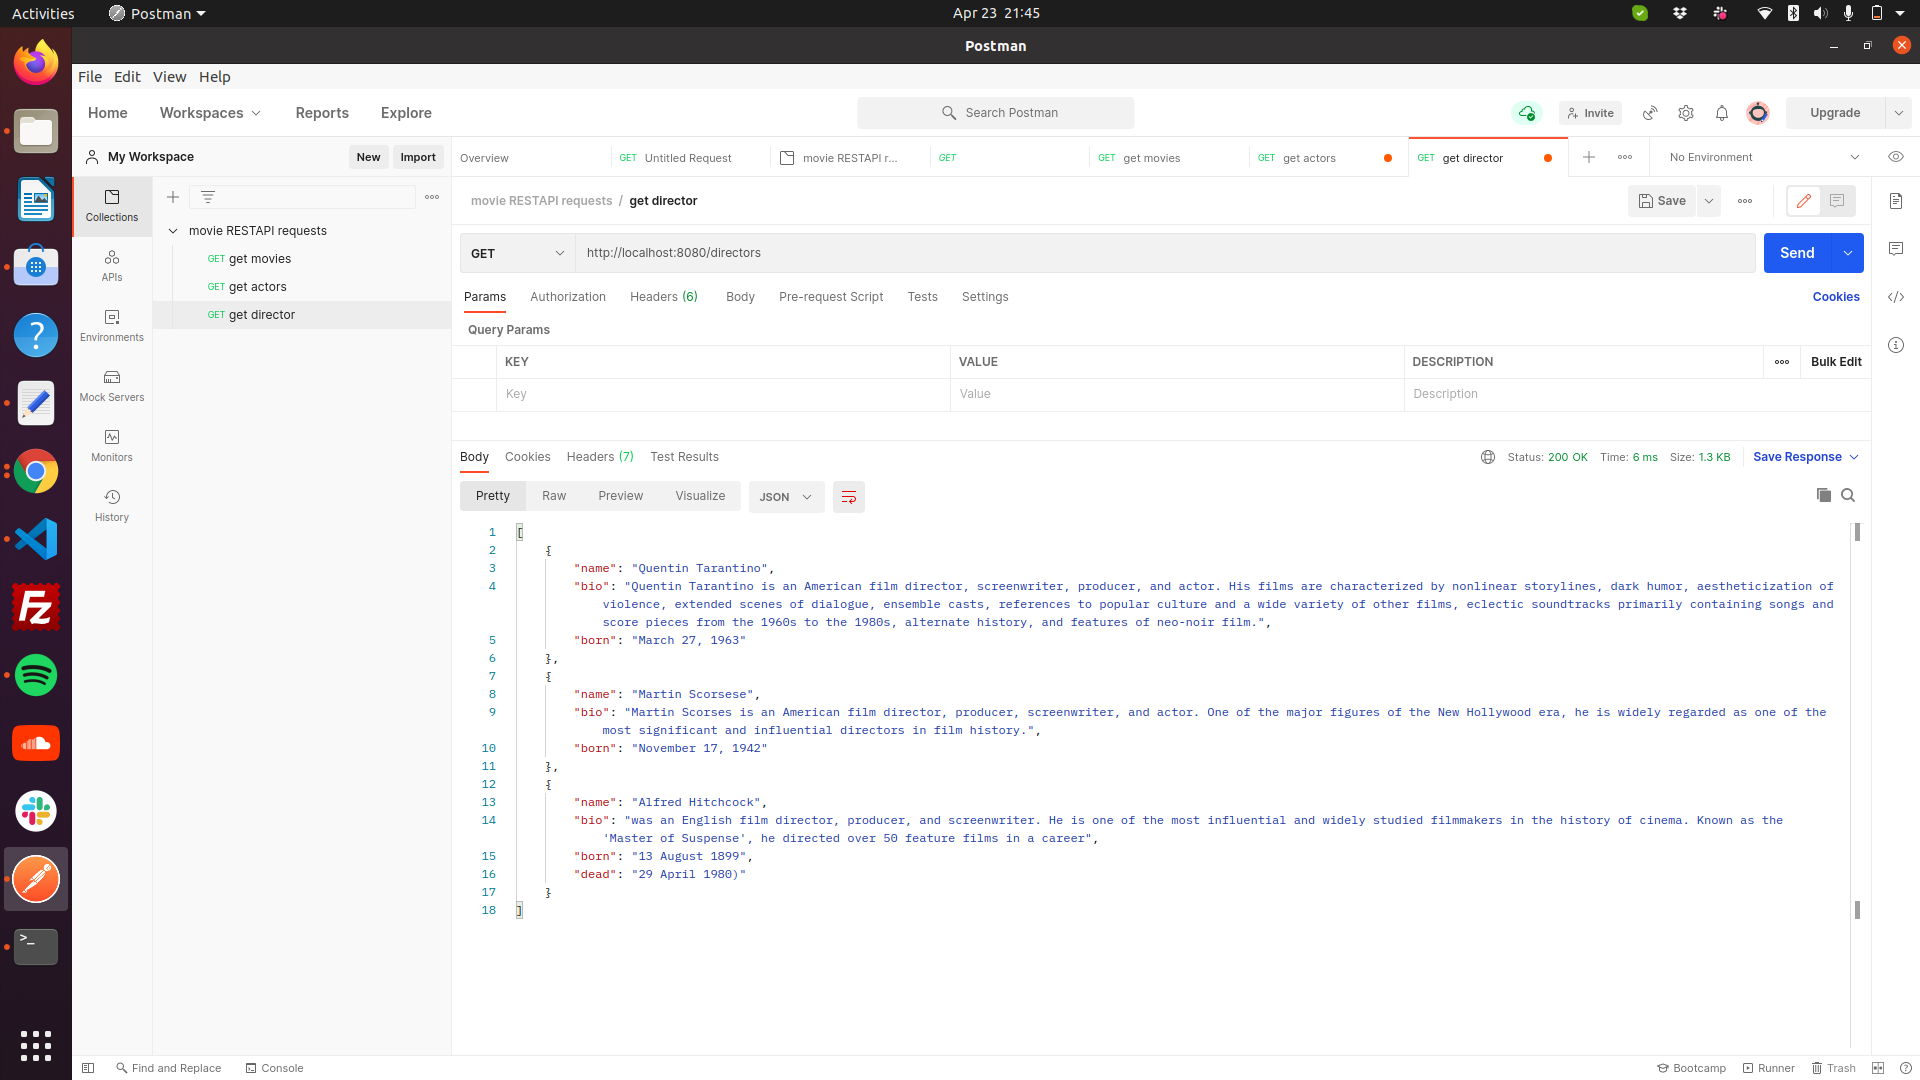 Activities Postman Apr 23 21:45
Postman
File Edit View Help
Home Workspaces Reports Explore Search Postman Invite Upgrade
My Workspace New Import
Overview GET Untitled Request movie RESTAPI r... GET GET get movies GET get actors GET get director No Environment
Collections
APIs
Environments
Mock Servers
Monitors
History
movie RESTAPI requests
GET get movies
GET get actors
GET get director
movie RESTAPI requests / get director Save
GET http://localhost:8080/directors Send
Params Authorization Headers (6) Body Pre-request Script Tests Settings Cookies
Query Params
KEY VALUE DESCRIPTION Bulk Edit
Key Value Description
Body Cookies Headers (7) Test Results Status: 200 OK Time: 6 ms Size: 1.3 KB Save Response
Pretty Raw Preview Visualize JSON
1 [
2 {
3 "name": "Quentin Tarantino",
4 "bio": "Quentin Tarantino is an American film director, screenwriter, producer, and actor. His films are characterized by nonlinear storylines, dark humor, aestheticization of
violence, extended scenes of dialogue, ensemble casts, references to popular culture and a wide variety of other films, eclectic soundtracks primarily containing songs and
score pieces from the 1960s to the 1980s, alternate history, and features of neo-noir film.",
5 "born": "March 27, 1963"
6 },
7 {
8 "name": "Martin Scorsese",
9 "bio": "Martin Scorses is an American film director, producer, screenwriter, and actor. One of the major figures of the New Hollywood era, he is widely regarded as one of the
most significant and influential directors in film history.",
10 "born": "November 17, 1942"
11 },
12 {
13 "name": "Alfred Hitchcock",
14 "bio": "was an English film director, producer, and screenwriter. He is one of the most influential and widely studied filmmakers in the history of cinema. Known as the
'Master of Suspense', he directed over 50 feature films in a career",
15 "born": "13 August 1899",
16 "dead": "29 April 1980)"
17 }
18 ]
Find and Replace Console Bootcamp Runner Trash